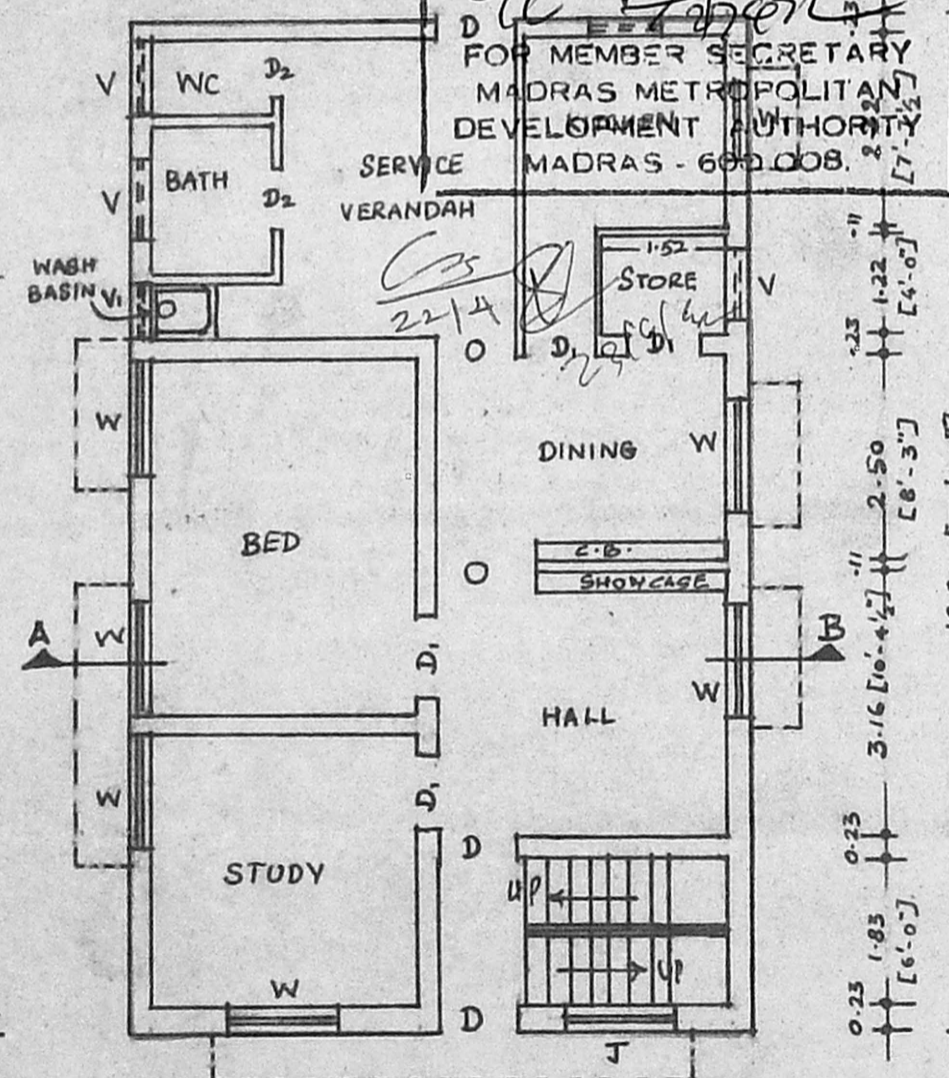 D
FOR MEMBER SECRETARY
MADRAS METROPOLITAN
DEVELOPMENT AUTHORITY
MADRAS - 600.008.
V
WC
D2
W
V
BATH
D2
SERVICE
VERANDAH
WASH
BASIN
V1
1.52
STORE
V
22/4
O
D1
D1
W
DINING
W
BED
C.B.
O
SHOWCASE
A
W
D1
W
B
HALL
W
D1
STUDY
D
UP
UP
W
D
J
[7'-½"]
.11
1.22
[4'-0"]
.23
2.50
[8'-3"]
.11
3.16 [10'-4½"]
0.23
1.83
[6'-0"]
0.23